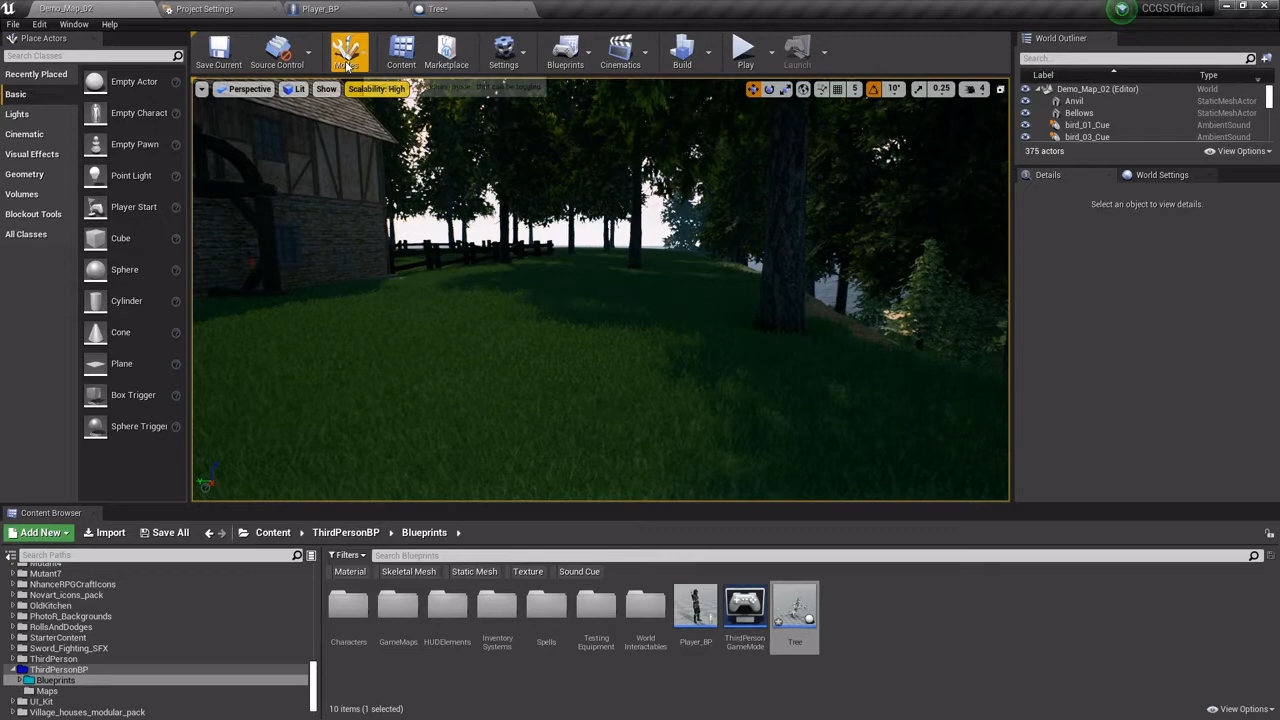 Demo_Map_02
Project Settings
Player_BP
Tree*
CCGSOfficial
File Edit Window Help
Place Actors
Search Classes
Recently Placed
Basic
Lights
Cinematic
Visual Effects
Geometry
Volumes
Blockout Tools
All Classes
Empty Actor
Empty Charact
Empty Pawn
Point Light
Player Start
Cube
Sphere
Cylinder
Cone
Plane
Box Trigger
Sphere Trigge
Save Current
Source Control
Content
Marketplace
Settings
Blueprints
Cinematics
Build
Play
Launch
Perspective
Lit
Show
Scalability: High
5
10°
0.25
4
World Outliner
Search...
Label Type
Demo_Map_02 (Editor) World
Anvil StaticMeshActor
Bellows StaticMeshActor
bird_01_Cue AmbientSound
bird_03_Cue AmbientSound
375 actors
View Options
Details
World Settings
Select an object to view details.
Content Browser
Add New
Import
Save All
Content
ThirdPersonBP
Blueprints
Search Paths
Filters
Search Blueprints
Material
Skeletal Mesh
Static Mesh
Texture
Sound Cue
Mutant4
Mutant7
NhanceRPGCraftIcons
Novart_icons_pack
OldKitchen
PhotoR_Backgrounds
RollsAndDodges
StarterContent
Sword_Fighting_SFX
ThirdPerson
ThirdPersonBP
Blueprints
Maps
UI_Kit
Village_houses_modular_pack
Characters
GameMaps
HUDElements
Inventory
Systems
Spells
Testing
Equipment
World
Interactables
Player_BP
ThirdPerson
GameMode
Tree
10 items (1 selected)
View Options